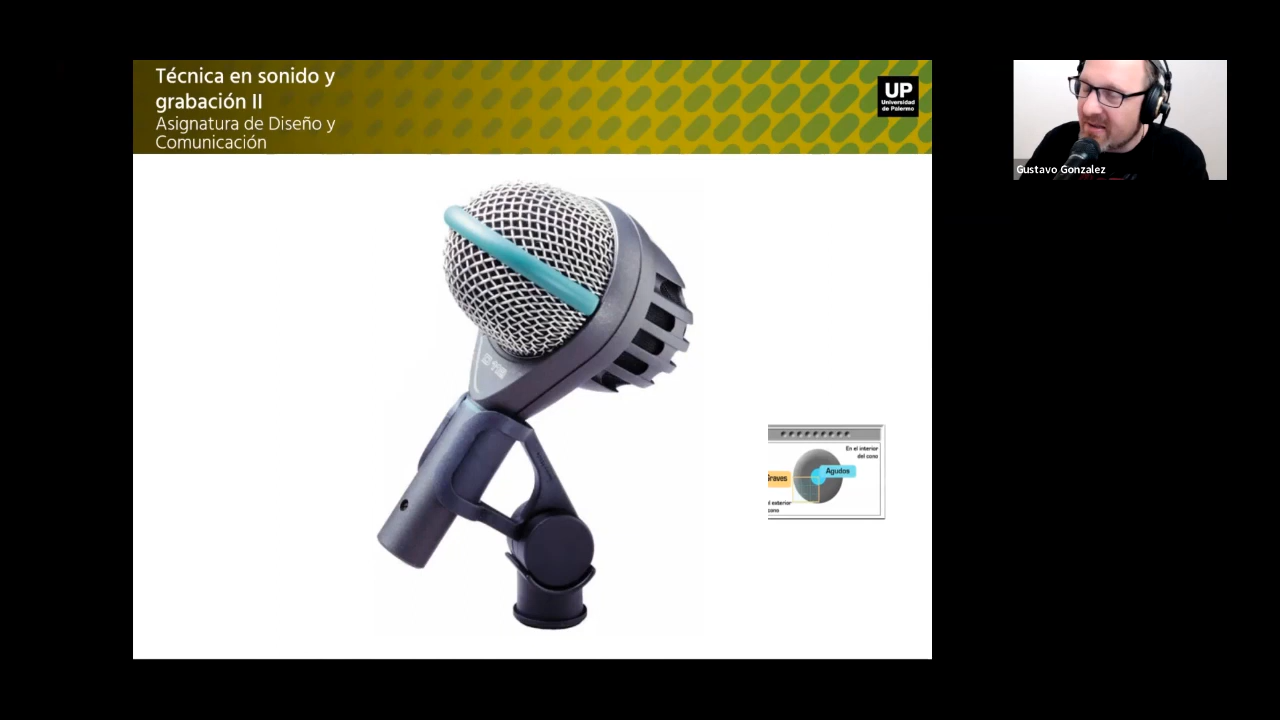 Técnica en sonido y
grabación II
Asignatura de Diseño y
Comunicación
UP
Universidad
de Palermo
Gustavo Gonzalez
En el interior
del cono
Agudos
Graves
exterior
cono